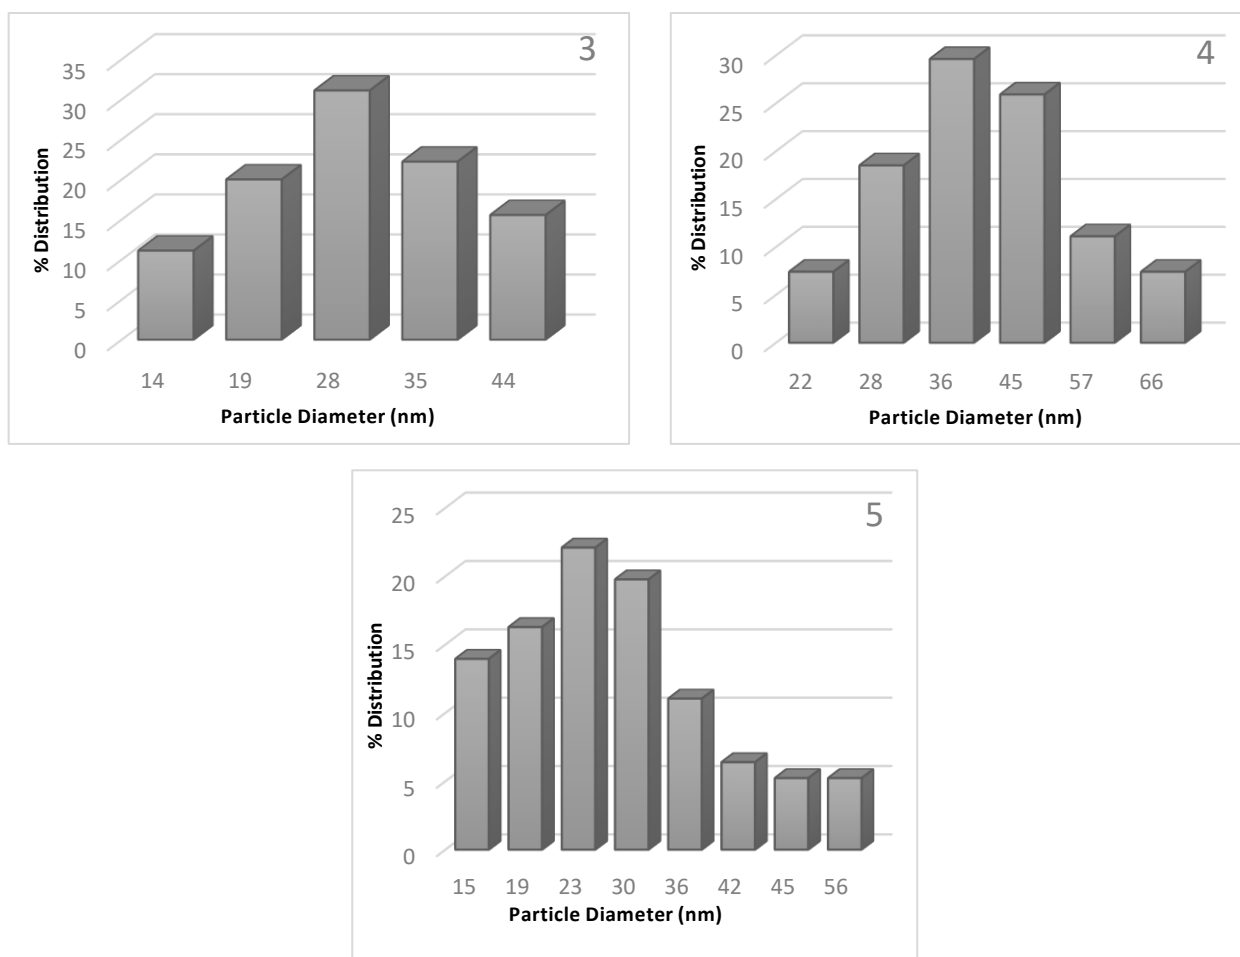 3
35
30
25
20
15
10
5
0
% Distribution
14 19 28 35 44
Particle Diameter (nm)
4
30
25
20
15
10
5
0
% Distribution
22 28 36 45 57 66
Particle Diameter (nm)
5
25
20
15
10
5
0
% Distribution
15 19 23 30 36 42 45 56
Particle Diameter (nm)